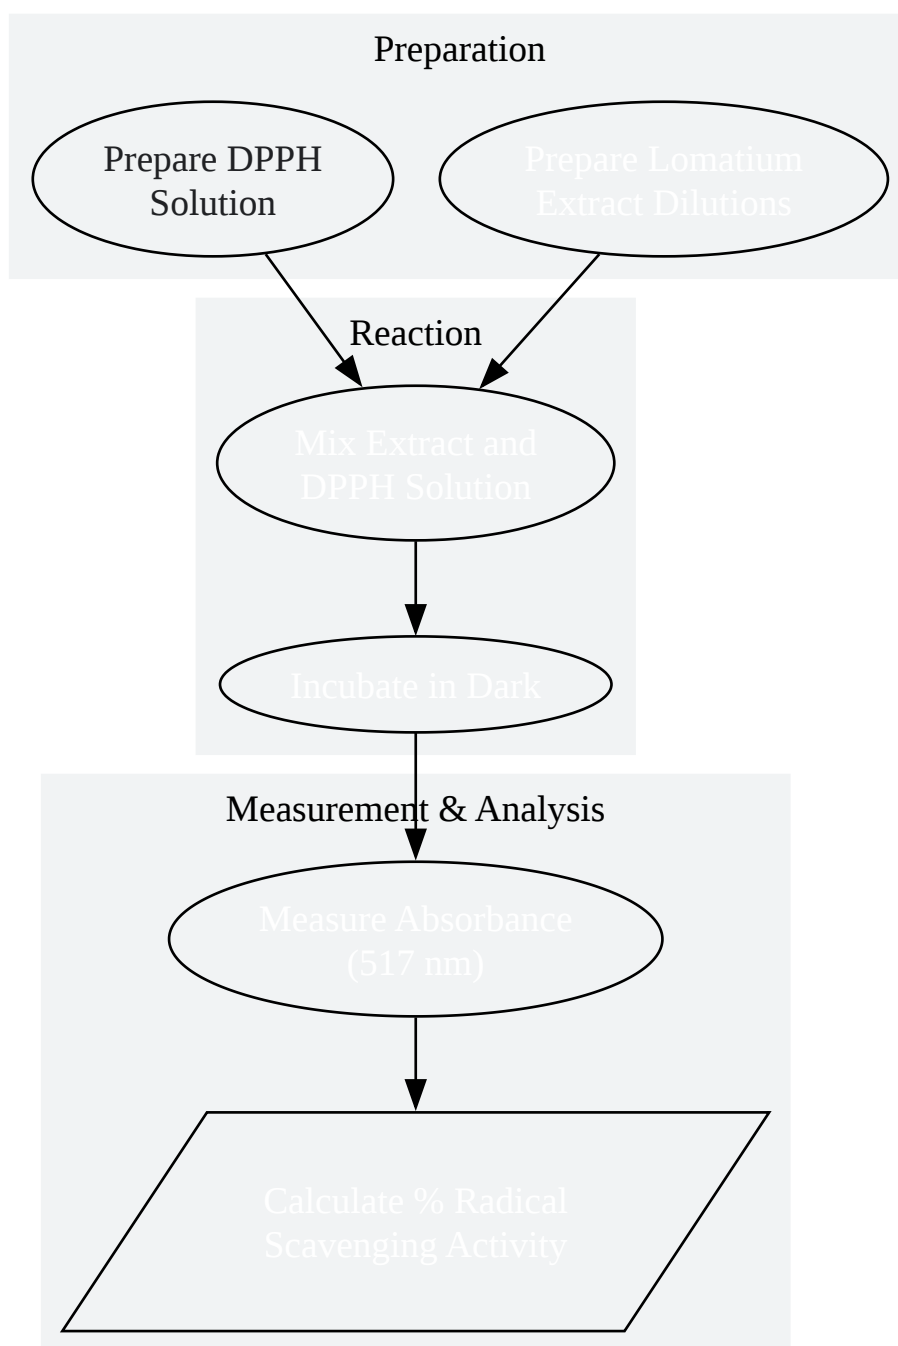 Preparation
Prepare DPPH
Solution
Prepare Lomatium
Extract Dilutions
Reaction
Mix Extract and
DPPH Solution
Incubate in Dark
Measurement & Analysis
Measure Absorbance
(517 nm)
Calculate % Radical
Scavenging Activity